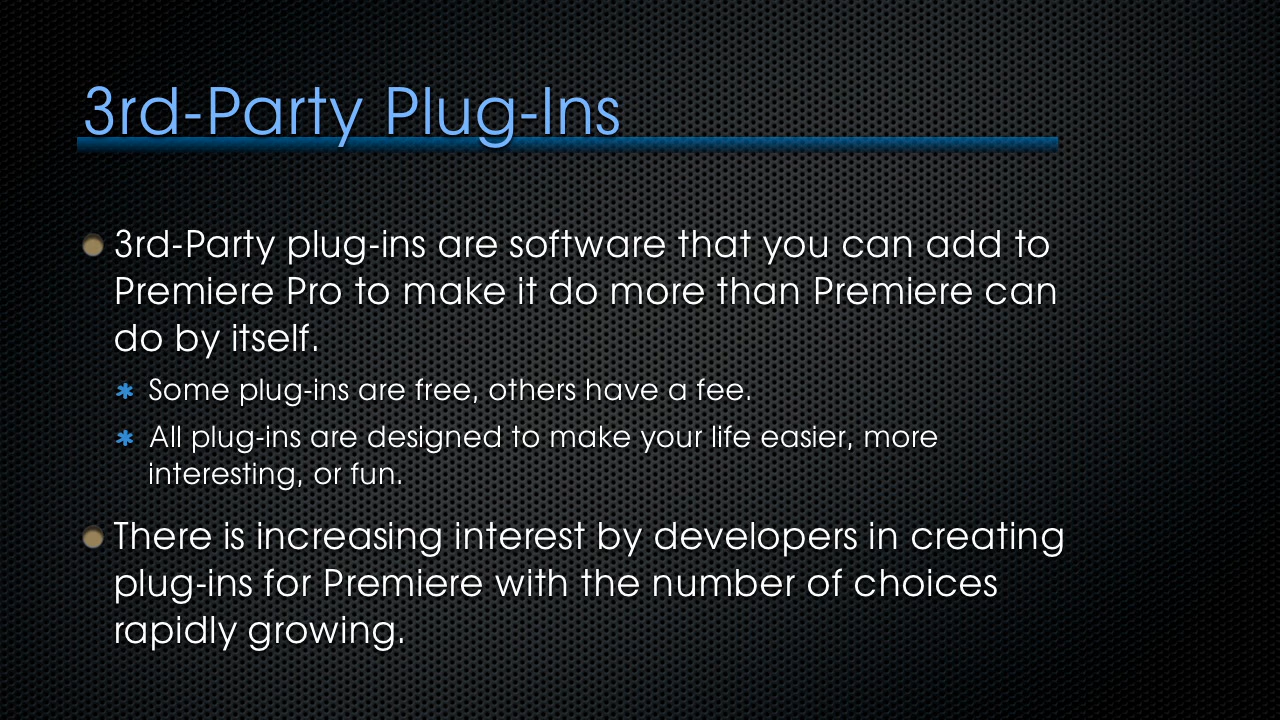 3rd-Party Plug-Ins
3rd-Party plug-ins are software that you can add to
Premiere Pro to make it do more than Premiere can
do by itself.
Some plug-ins are free, others have a fee.
All plug-ins are designed to make your life easier, more
interesting, or fun.
There is increasing interest by developers in creating
plug-ins for Premiere with the number of choices
rapidly growing.